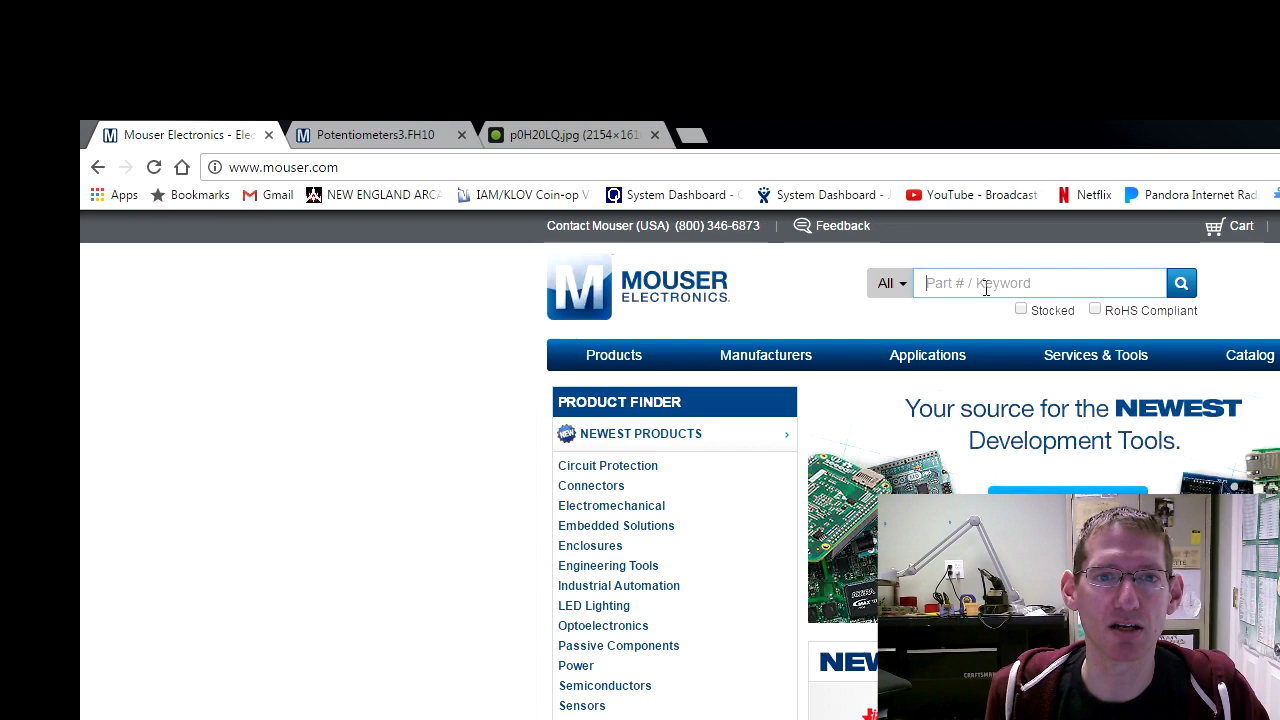 Mouser Electronics - Elec
Potentiometers3.FH10
p0H20LQ.jpg (2154×161
www.mouser.com
Apps Bookmarks Gmail NEW ENGLAND ARCA IAM/KLOV Coin-op V System Dashboard - System Dashboard - YouTube - Broadcast Netflix Pandora Internet Rad
Contact Mouser (USA) (800) 346-6873 | Feedback Cart |
M MOUSER
ELECTRONICS.
All Part # / Keyword
Stocked RoHS Compliant
Products Manufacturers Applications Services & Tools Catalog
PRODUCT FINDER
NEW NEWEST PRODUCTS ›
Circuit Protection
Connectors
Electromechanical
Embedded Solutions
Enclosures
Engineering Tools
Industrial Automation
LED Lighting
Optoelectronics
Passive Components
Power
Semiconductors
Sensors
Your source for the NEWEST
Development Tools.
NEW
CRAFTSMAN